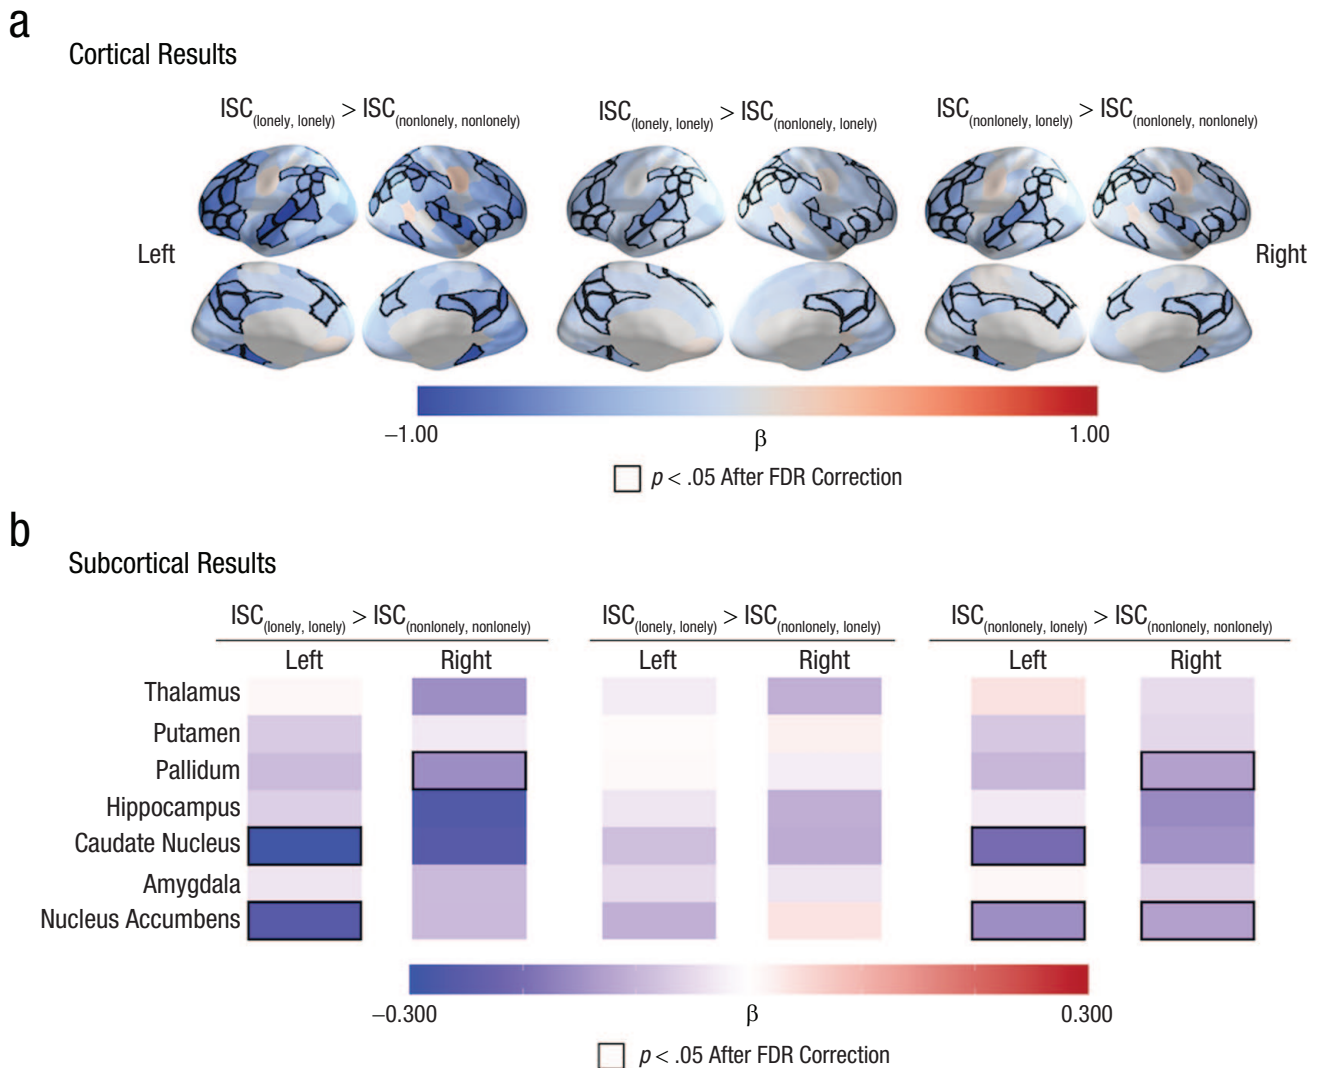 a
Cortical Results
ISC(lonely, lonely) > ISC(nonlonely, nonlonely)
ISC(lonely, lonely) > ISC(nonlonely, lonely)
ISC(nonlonely, lonely) > ISC(nonlonely, nonlonely)
Left
Right
−1.00
β
1.00
p < .05 After FDR Correction
b
Subcortical Results
ISC(lonely, lonely) > ISC(nonlonely, nonlonely)
ISC(lonely, lonely) > ISC(nonlonely, lonely)
ISC(nonlonely, lonely) > ISC(nonlonely, nonlonely)
Left Right Left Right Left Right
Thalamus
Putamen
Pallidum
Hippocampus
Caudate Nucleus
Amygdala
Nucleus Accumbens
−0.300
β
0.300
p < .05 After FDR Correction